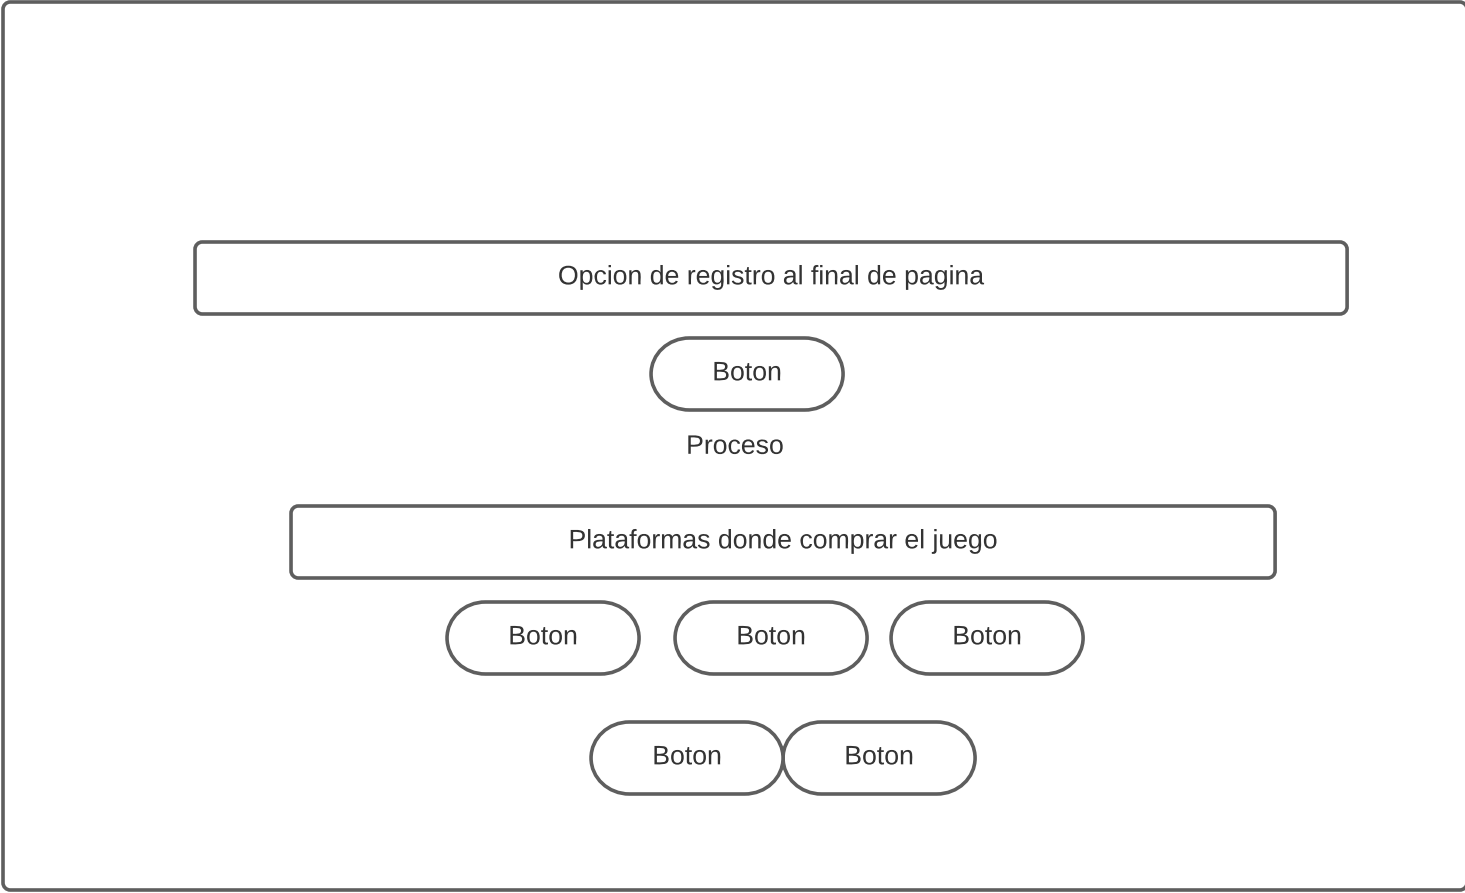 Opcion de registro al final de pagina
Boton
Proceso
Plataformas donde comprar el juego
Boton Boton Boton
Boton Boton